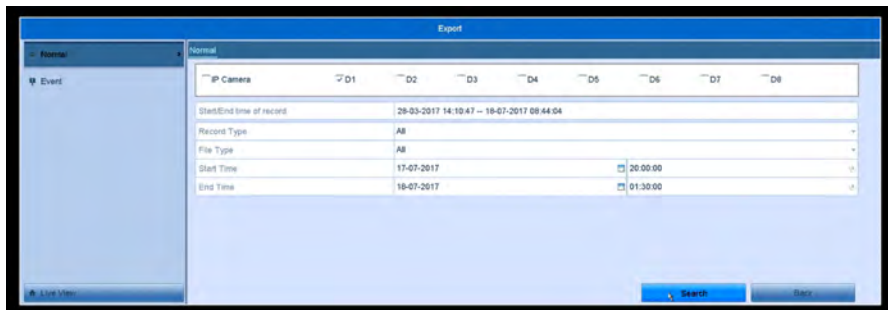 Export
Normal
Normal
Event
IP Camera D1 D2 D3 D4 D5 D6 D7 D8
Start/End time of record 28-03-2017 14:10:47 -- 18-07-2017 08:44:04
Record Type All
File Type All
Start Time 17-07-2017 20:00:00
End Time 18-07-2017 01:30:00
Live View
Search Back